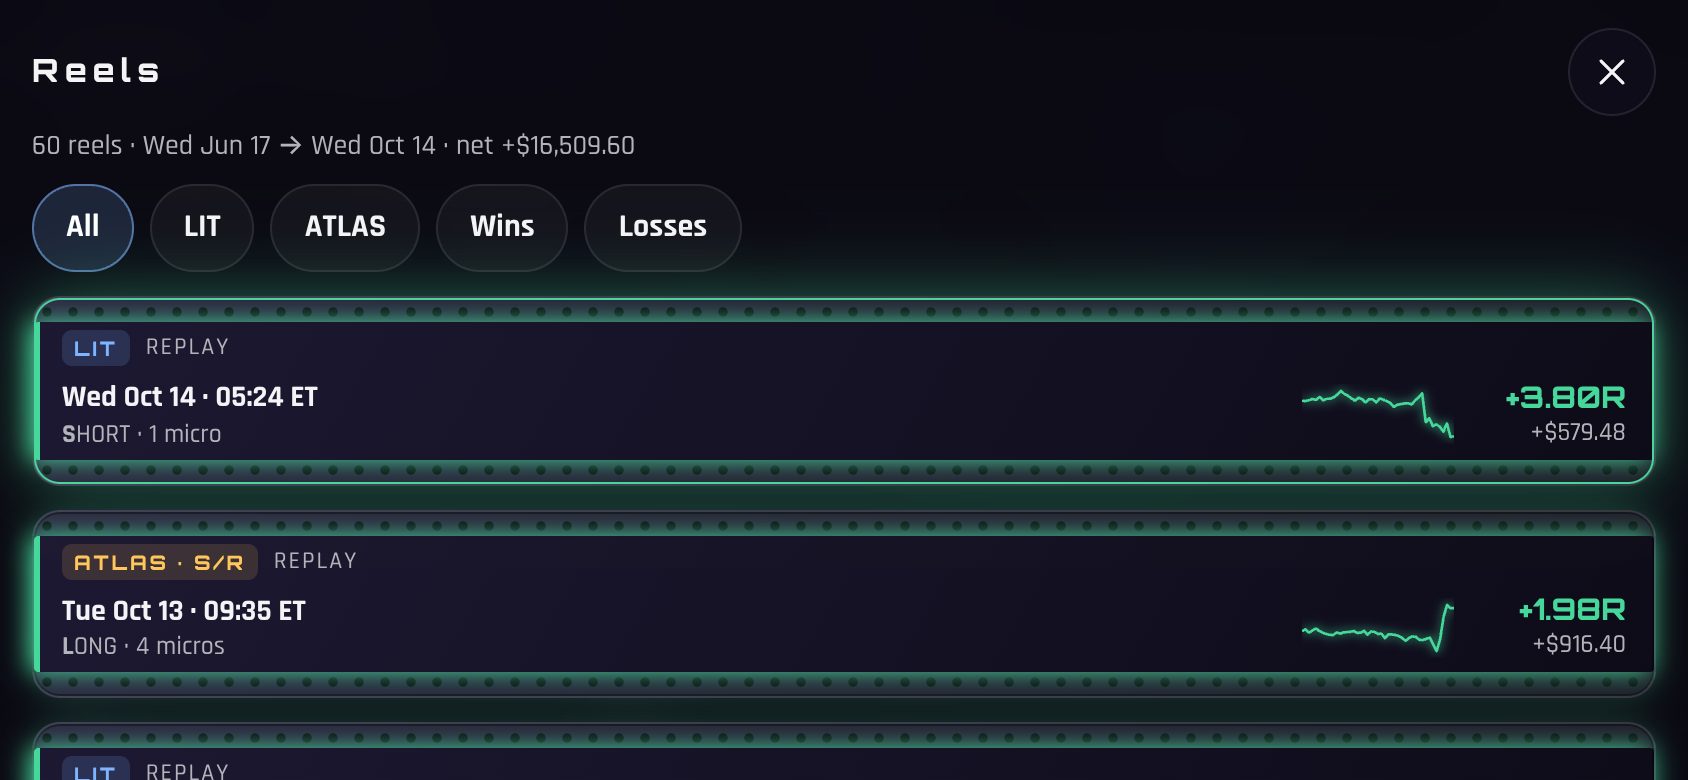 Reels
60 reels · Wed Jun 17 → Wed Oct 14 · net +$16,509.60
All LIT ATLAS Wins Losses
LIT REPLAY
Wed Oct 14 · 05:24 ET
SHORT · 1 micro
+3.80R
+$579.48
ATLAS · S/R REPLAY
Tue Oct 13 · 09:35 ET
LONG · 4 micros
+1.98R
+$916.40
LIT REPLAY